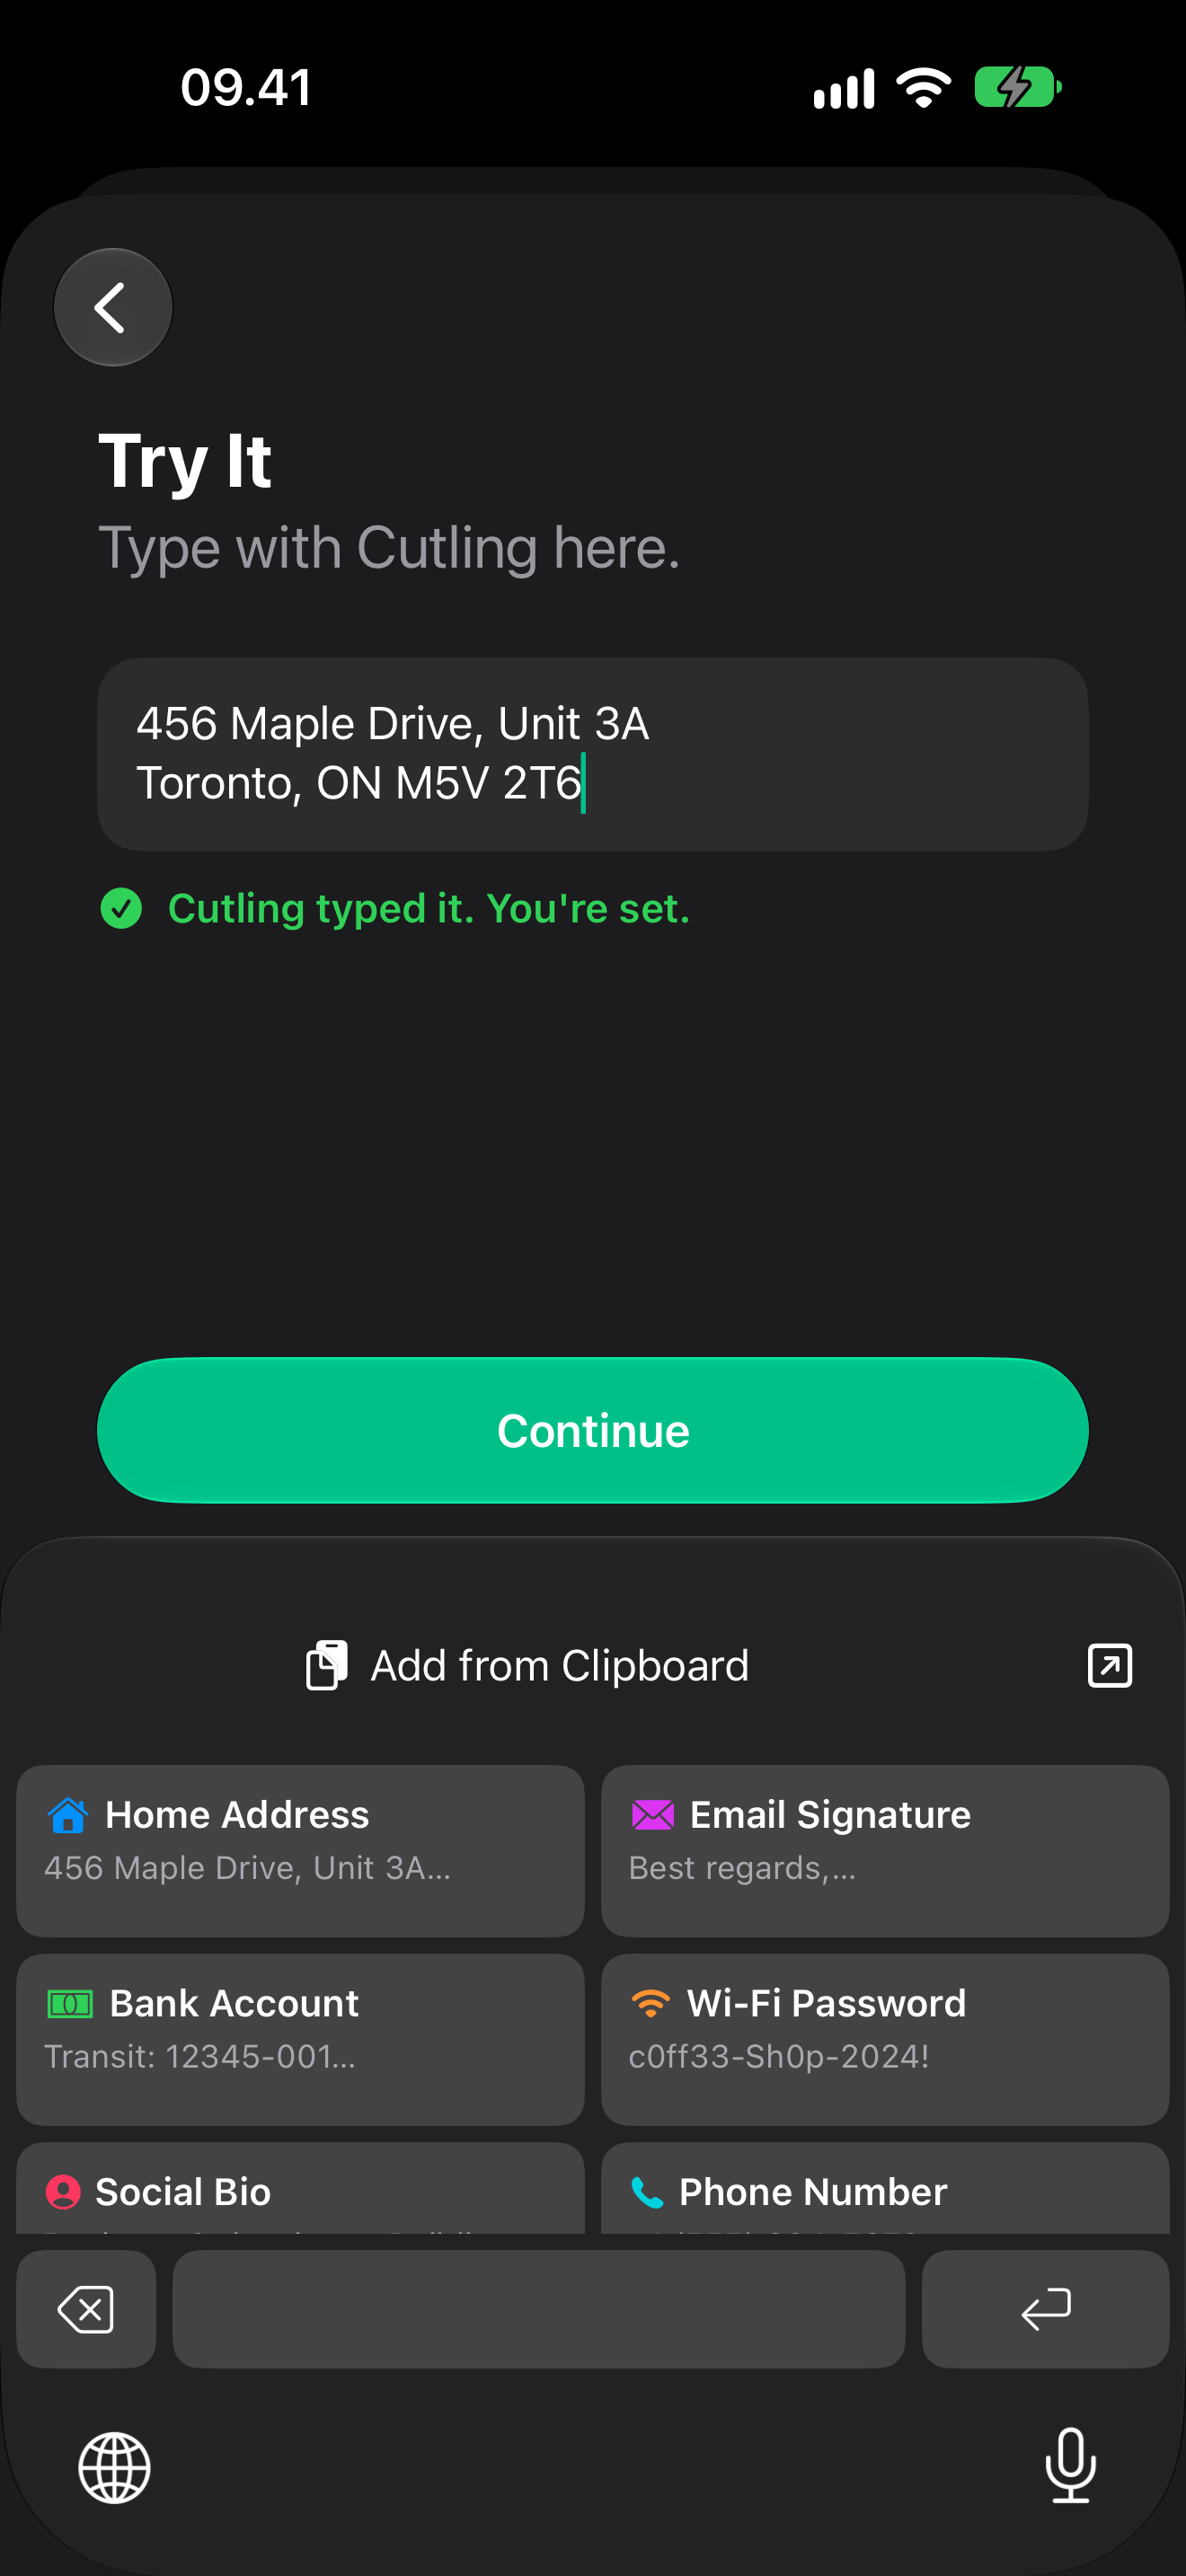 09.41
Try It
Type with Cutling here.
456 Maple Drive, Unit 3A
Toronto, ON M5V 2T6
Cutling typed it. You're set.
Continue
Add from Clipboard
Home Address
456 Maple Drive, Unit 3A...
Email Signature
Best regards,...
Bank Account
Transit: 12345-001...
Wi-Fi Password
c0ff33-Sh0p-2024!
Social Bio
Phone Number